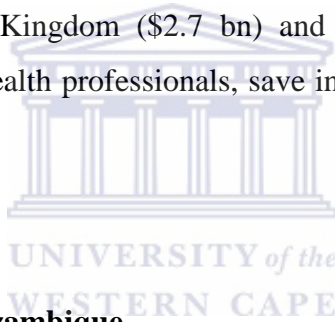 Kingdom ($2.7 bn) and
ealth professionals, save in
UNIVERSITY of the
WESTERN CAPE
zambique